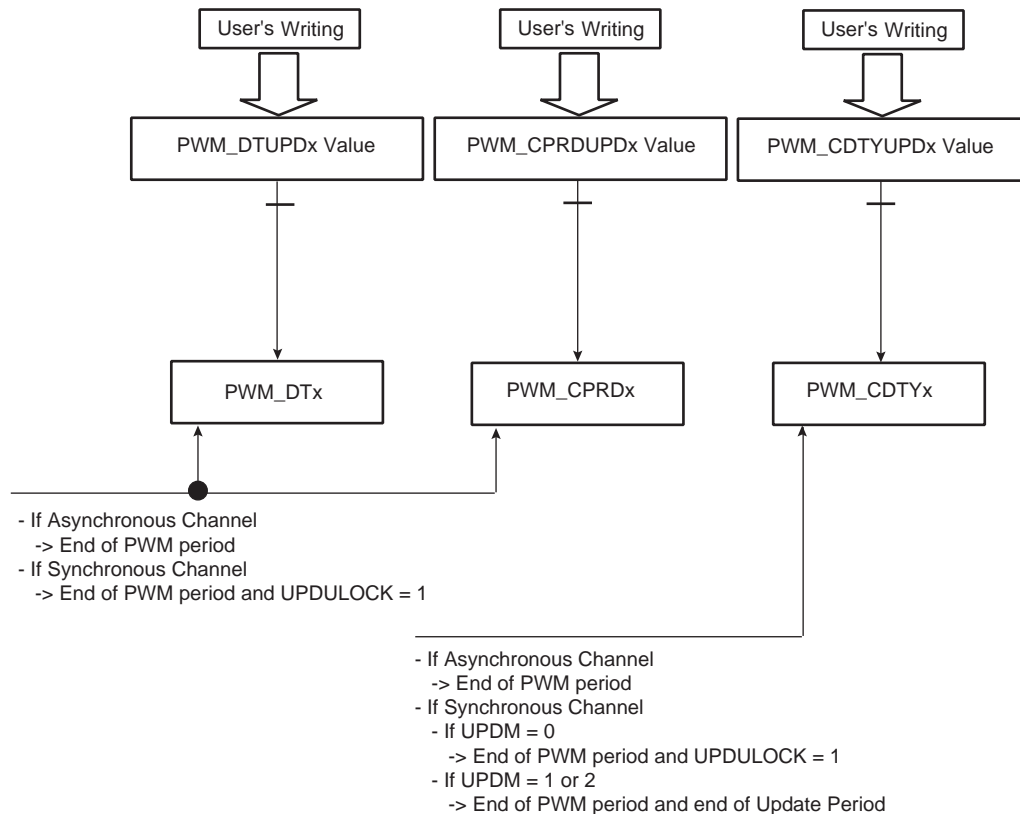 User's Writing
User's Writing
User's Writing
PWM_DTUPDx Value
PWM_CPRDUPDx Value
PWM_CDTYUPDx Value
PWM_DTx
PWM_CPRDx
PWM_CDTYx
- If Asynchronous Channel
-> End of PWM period
- If Synchronous Channel
-> End of PWM period and UPDULOCK = 1
- If Asynchronous Channel
-> End of PWM period
- If Synchronous Channel
- If UPDM = 0
-> End of PWM period and UPDULOCK = 1
- If UPDM = 1 or 2
-> End of PWM period and end of Update Period